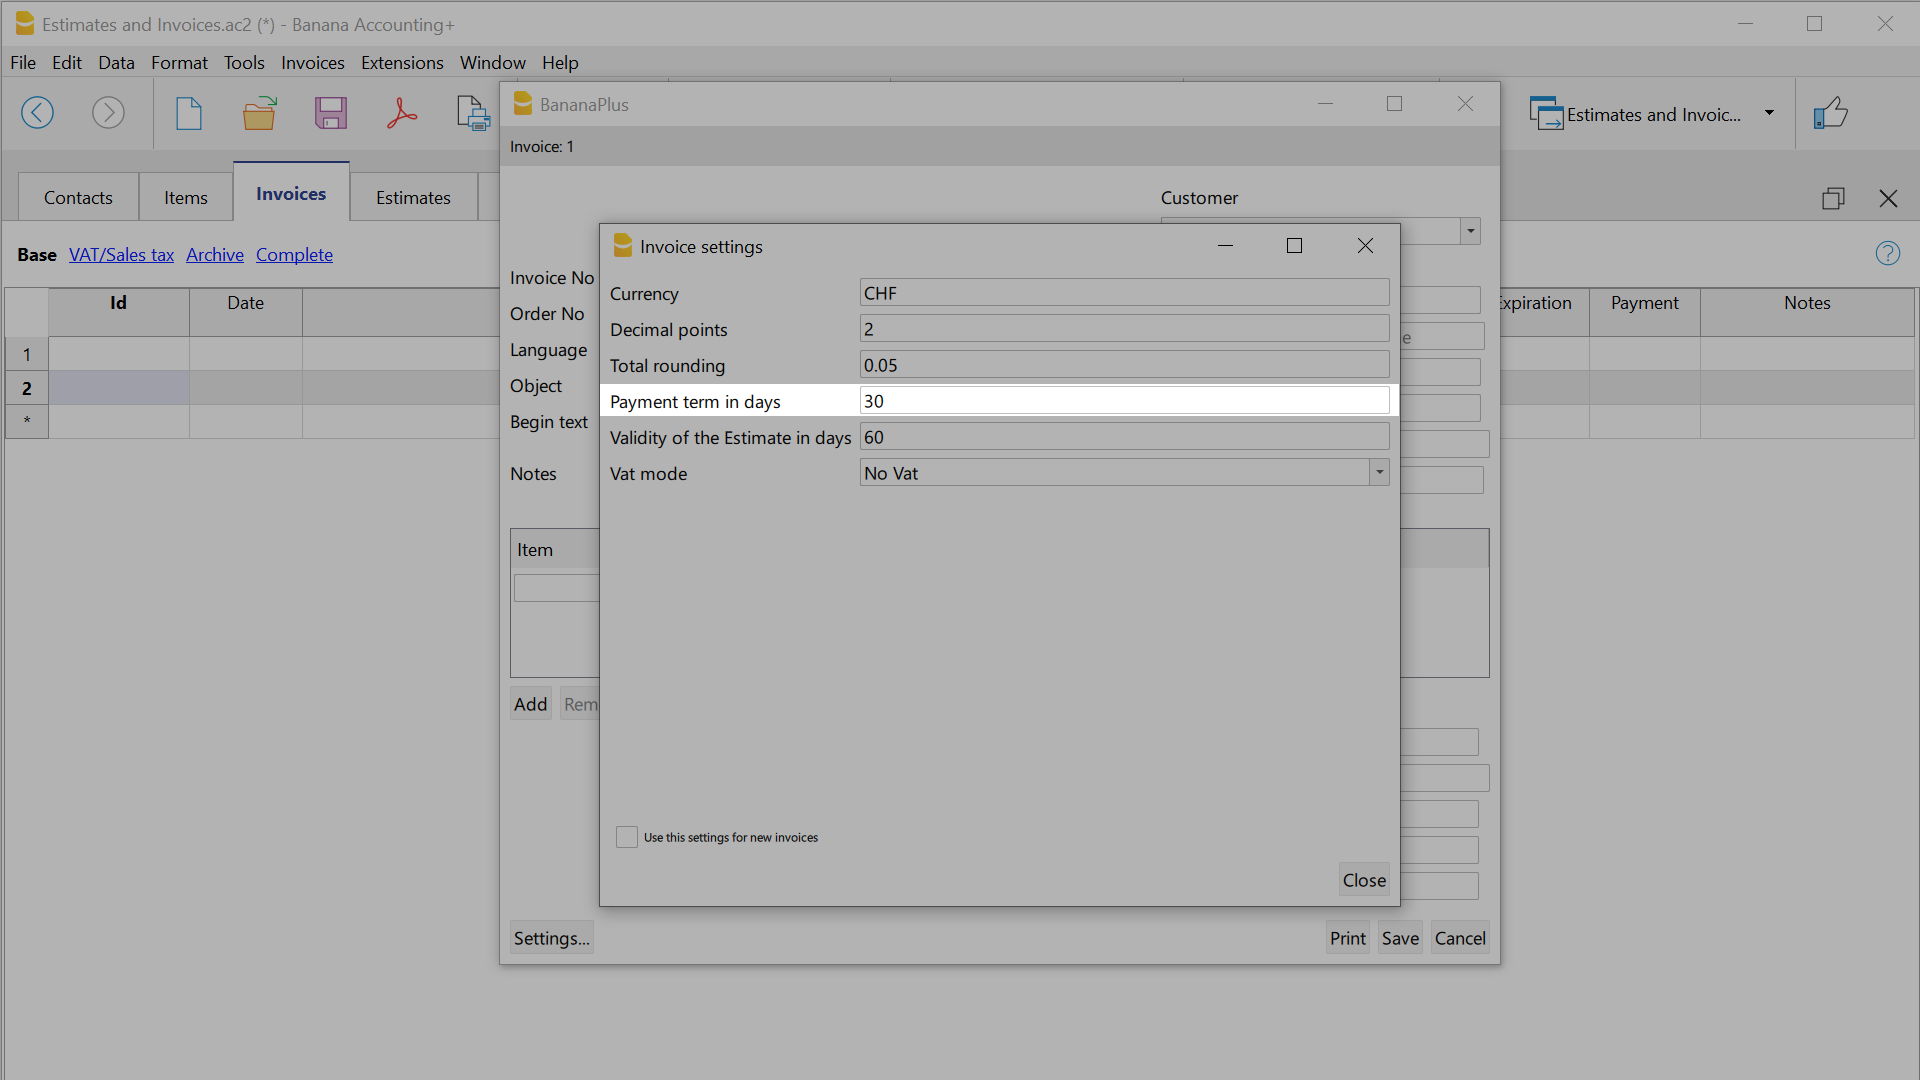 Estimates and Invoices.ac2 (*) - Banana Accounting+
File Edit Data Format Tools Invoices Extensions Window Help
Estimates and Invoic...
BananaPlus
Invoice: 1
Contacts Items Invoices Estimates
Customer
Base VAT/Sales tax Archive Complete
Id Date Expiration Payment Notes
1
2
*
Invoice No
Order No
Language
Object
Begin text
Notes
Item
Add Rem
Settings... Print Save Cancel
Invoice settings
Currency CHF
Decimal points 2
Total rounding 0.05
Payment term in days 30
Validity of the Estimate in days 60
Vat mode No Vat
Use this settings for new invoices
Close